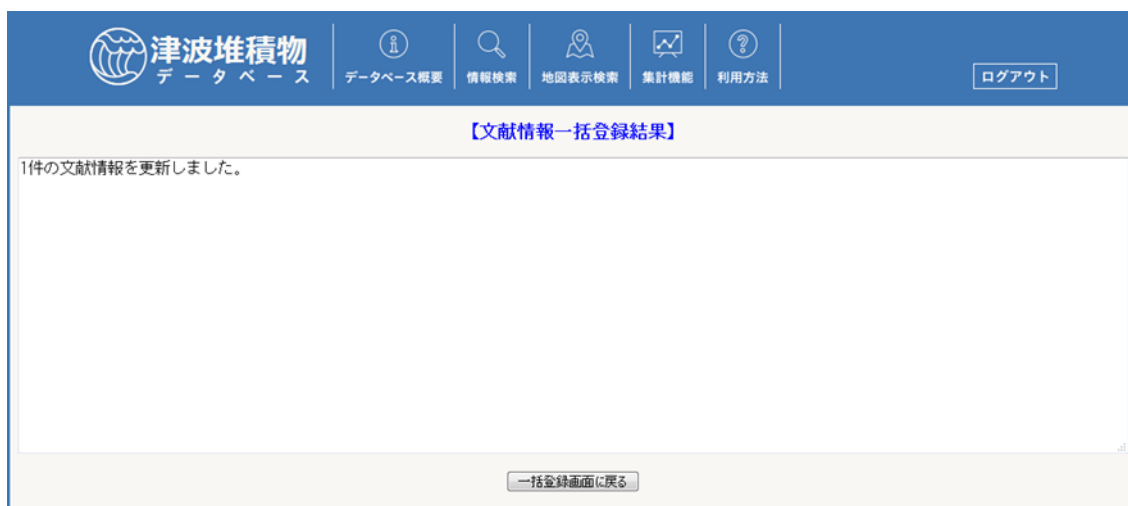 津波堆積物
データベース
データベース概要
情報検索
地図表示検索
集計機能
利用方法
ログアウト
【文献情報一括登録結果】
1件の文献情報を更新しました。
一括登録画面に戻る